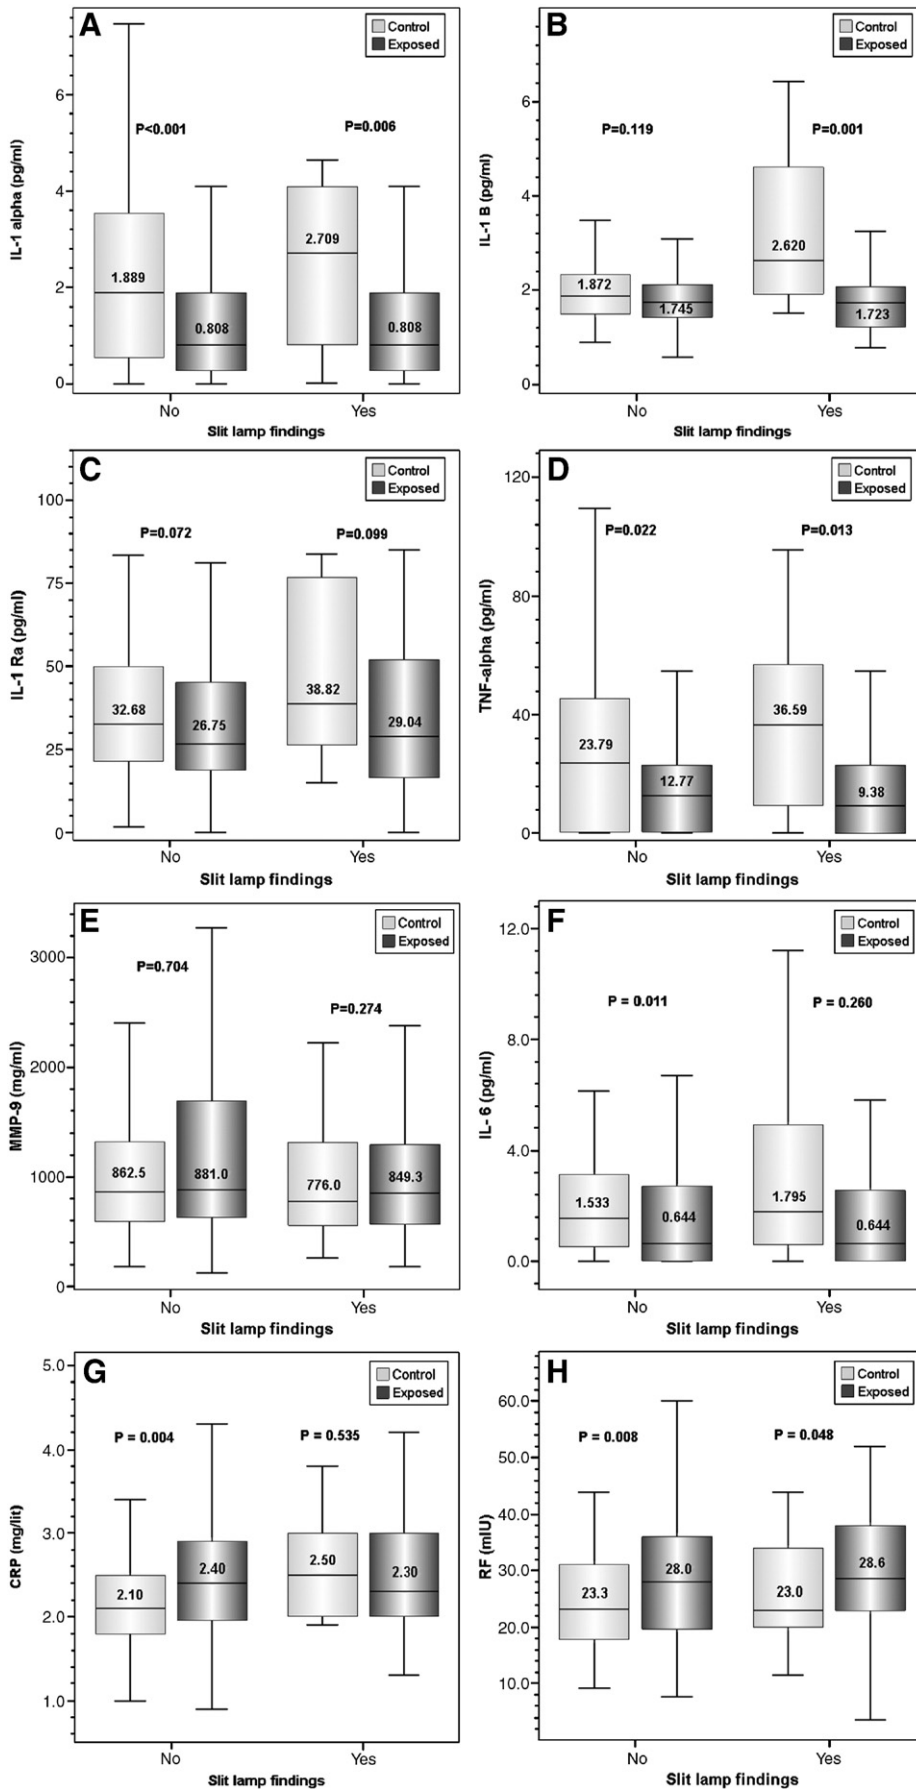 A
Control
Exposed
IL-1 alpha (pg/ml)
6
4
2
0
P<0.001
P=0.006
1.889
0.808
2.709
0.808
No
Yes
Slit lamp findings
B
Control
Exposed
IL-1 B (pg/ml)
6
4
2
0
P=0.119
P=0.001
1.872
1.745
2.620
1.723
No
Yes
Slit lamp findings
C
Control
Exposed
IL-1 Ra (pg/ml)
100
75
50
25
0
P=0.072
P=0.099
32.68
26.75
38.82
29.04
No
Yes
Slit lamp findings
D
Control
Exposed
TNF-alpha (pg/ml)
120
80
40
0
P=0.022
P=0.013
23.79
12.77
36.59
9.38
No
Yes
Slit lamp findings
E
Control
Exposed
MMP-9 (mg/ml)
3000
2000
1000
0
P=0.704
P=0.274
862.5
881.0
776.0
849.3
No
Yes
Slit lamp findings
F
Control
Exposed
IL- 6 (pg/ml)
12.0
8.0
4.0
0.0
P = 0.011
P = 0.260
1.533
0.644
1.795
0.644
No
Yes
Slit lamp findings
G
Control
Exposed
CRP (mg/lit)
5.0
4.0
3.0
2.0
1.0
P = 0.004
P = 0.535
2.10
2.40
2.50
2.30
No
Yes
Slit lamp findings
H
Control
Exposed
RF (mIU)
60.0
50.0
40.0
30.0
20.0
10.0
P = 0.008
P = 0.048
23.3
28.0
23.0
28.6
No
Yes
Slit lamp findings